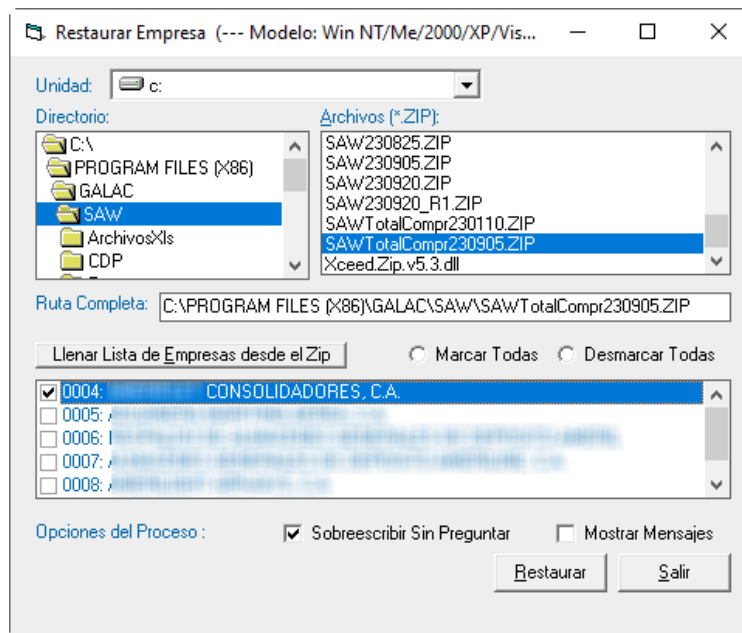 Restaurar Empresa (--- Modelo: Win NT/Me/2000/XP/Vis...
Unidad:
c:
Directorio:
C:\
PROGRAM FILES (X86)
GALAC
SAW
ArchivosXls
CDP
Archivos (*.ZIP):
SAW230825.ZIP
SAW230905.ZIP
SAW230920.ZIP
SAW230920_R1.ZIP
SAWTotalCompr230110.ZIP
SAWTotalCompr230905.ZIP
Xceed.Zip.v5.3.dll
Ruta Completa: C:\PROGRAM FILES (X86)\GALAC\SAW\SAWTotalCompr230905.ZIP
Llenar Lista de Empresas desde el Zip
Marcar Todas
Desmarcar Todas
0004: CONSOLIDADORES, C.A.
0005:
0006:
0007:
0008:
Opciones del Proceso :
Sobreescribir Sin Preguntar
Mostrar Mensajes
Restaurar
Salir